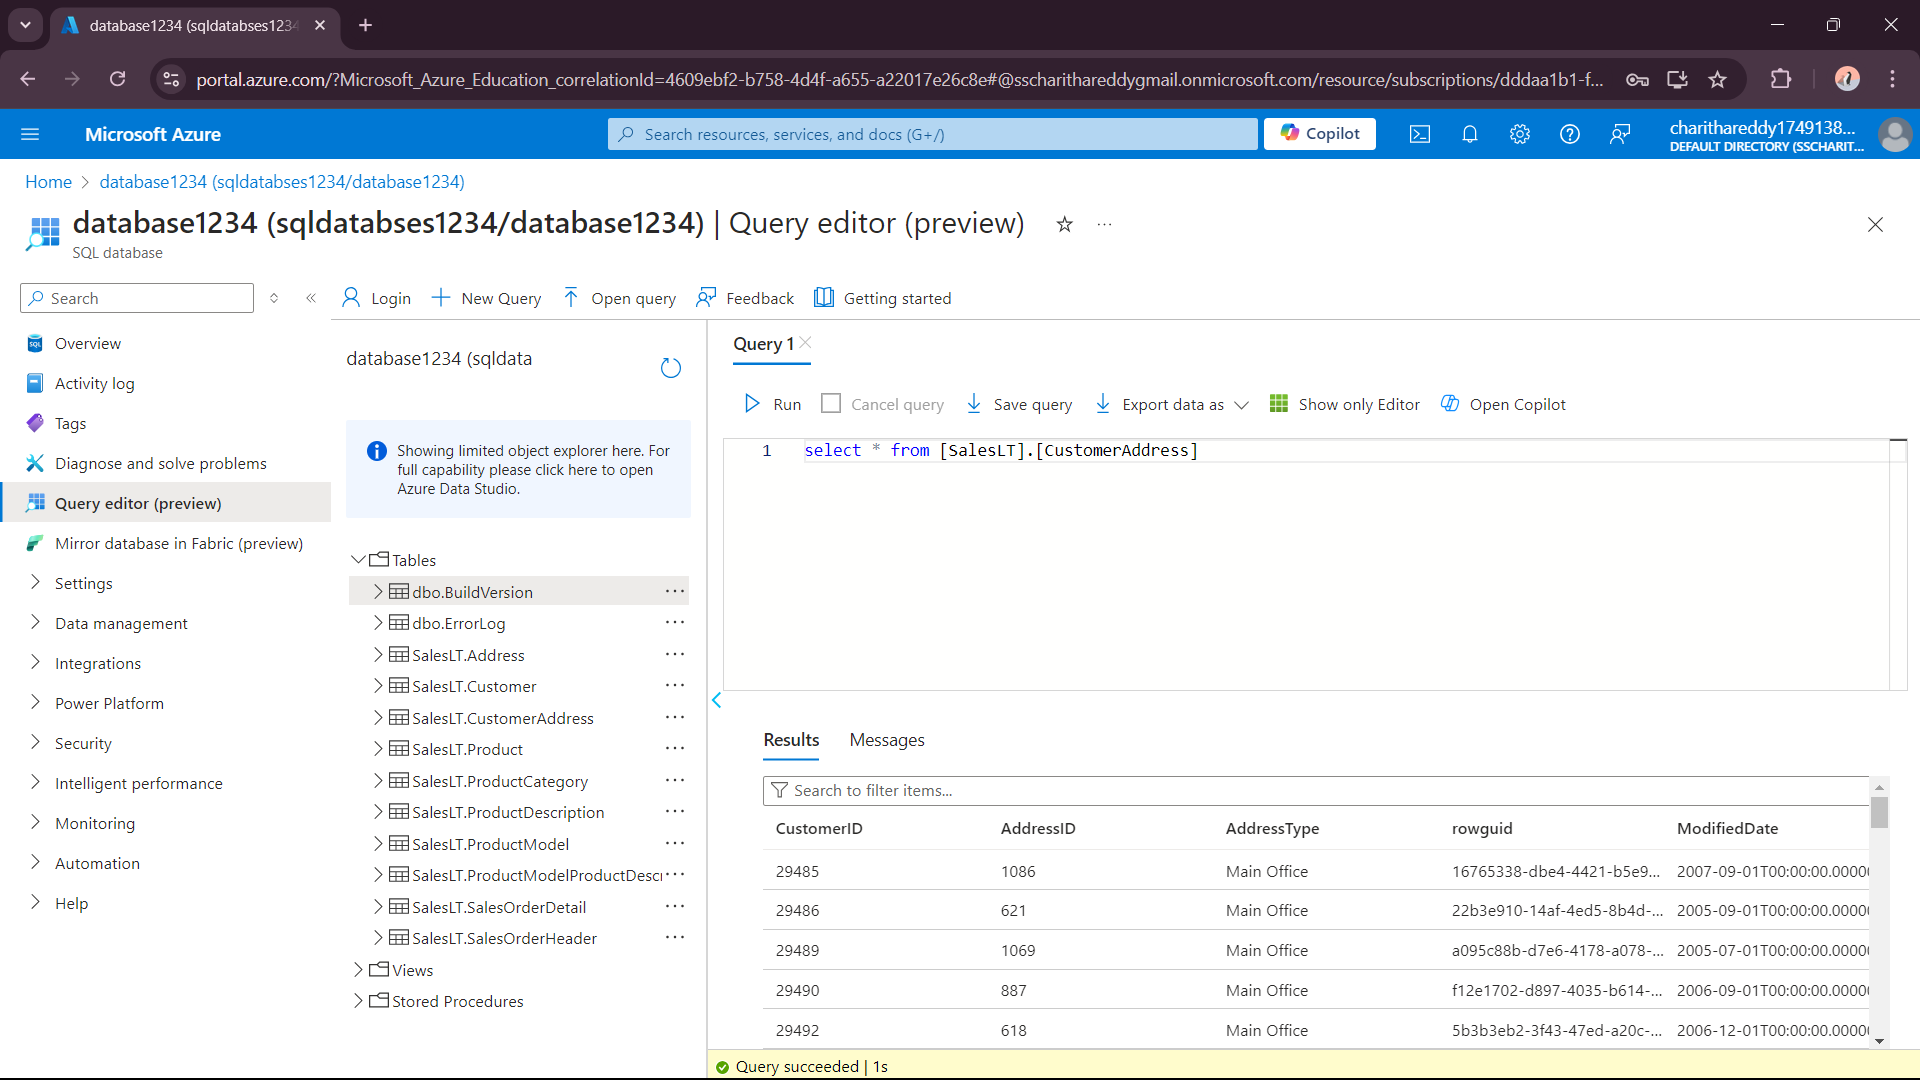 database1234 (sqldatabses1234
portal.azure.com/?Microsoft_Azure_Education_correlationId=4609ebf2-b758-4d4f-a655-a22017e26c8e#@sscharithareddygmail.onmicrosoft.com/resource/subscriptions/dddaa1b1-f...
Microsoft Azure
Search resources, services, and docs (G+/)
Copilot
charithareddy1749138...
DEFAULT DIRECTORY (SSCHARIT...
Home > database1234 (sqldatabses1234/database1234)
database1234 (sqldatabses1234/database1234) | Query editor (preview)
SQL database
Search
Login
New Query
Open query
Feedback
Getting started
Overview
Activity log
Tags
Diagnose and solve problems
Query editor (preview)
Mirror database in Fabric (preview)
Settings
Data management
Integrations
Power Platform
Security
Intelligent performance
Monitoring
Automation
Help
database1234 (sqldata
Showing limited object explorer here. For
full capability please click here to open
Azure Data Studio.
Tables
dbo.BuildVersion
dbo.ErrorLog
SalesLT.Address
SalesLT.Customer
SalesLT.CustomerAddress
SalesLT.Product
SalesLT.ProductCategory
SalesLT.ProductDescription
SalesLT.ProductModel
SalesLT.ProductModelProductDescr
SalesLT.SalesOrderDetail
SalesLT.SalesOrderHeader
Views
Stored Procedures
Query 1
Run
Cancel query
Save query
Export data as
Show only Editor
Open Copilot
1 select * from [SalesLT].[CustomerAddress]
Results Messages
Search to filter items...
CustomerID AddressID AddressType rowguid ModifiedDate
29485 1086 Main Office 16765338-dbe4-4421-b5e9... 2007-09-01T00:00:00.0000
29486 621 Main Office 22b3e910-14af-4ed5-8b4d-... 2005-09-01T00:00:00.0000
29489 1069 Main Office a095c88b-d7e6-4178-a078-... 2005-07-01T00:00:00.0000
29490 887 Main Office f12e1702-d897-4035-b614-... 2006-09-01T00:00:00.0000
29492 618 Main Office 5b3b3eb2-3f43-47ed-a20c-... 2006-12-01T00:00:00.0000
Query succeeded | 1s